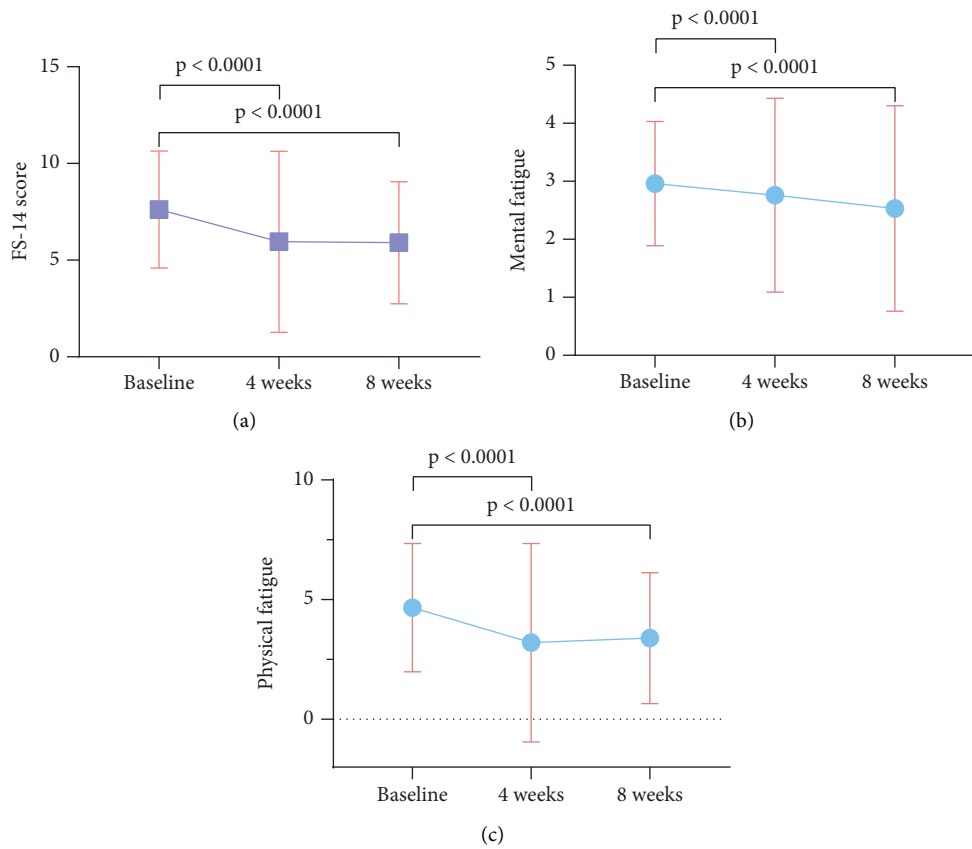 15
10
5
0
FS-14 score
p < 0.0001
p < 0.0001
Baseline
4 weeks
8 weeks
(a)
5
4
3
2
1
0
Mental fatigue
p < 0.0001
p < 0.0001
Baseline
4 weeks
8 weeks
(b)
10
5
0
Physical fatigue
p < 0.0001
p < 0.0001
Baseline
4 weeks
8 weeks
(c)